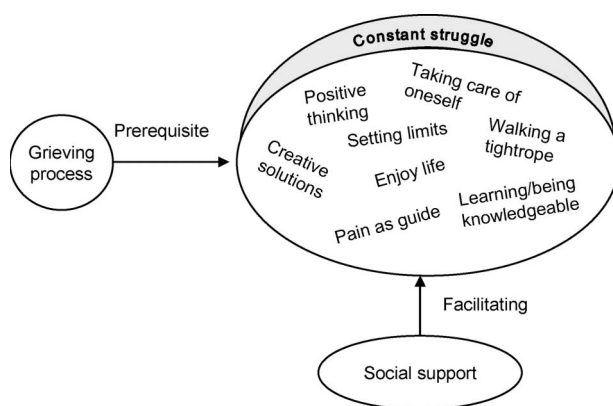 Constant struggle
Positive
thinking
Taking care of
oneself
Setting limits
Walking a
tightrope
Creative
solutions
Enjoy life
Learning/being
knowledgeable
Pain as guide
Prerequisite
Grieving
process
Facilitating
Social support